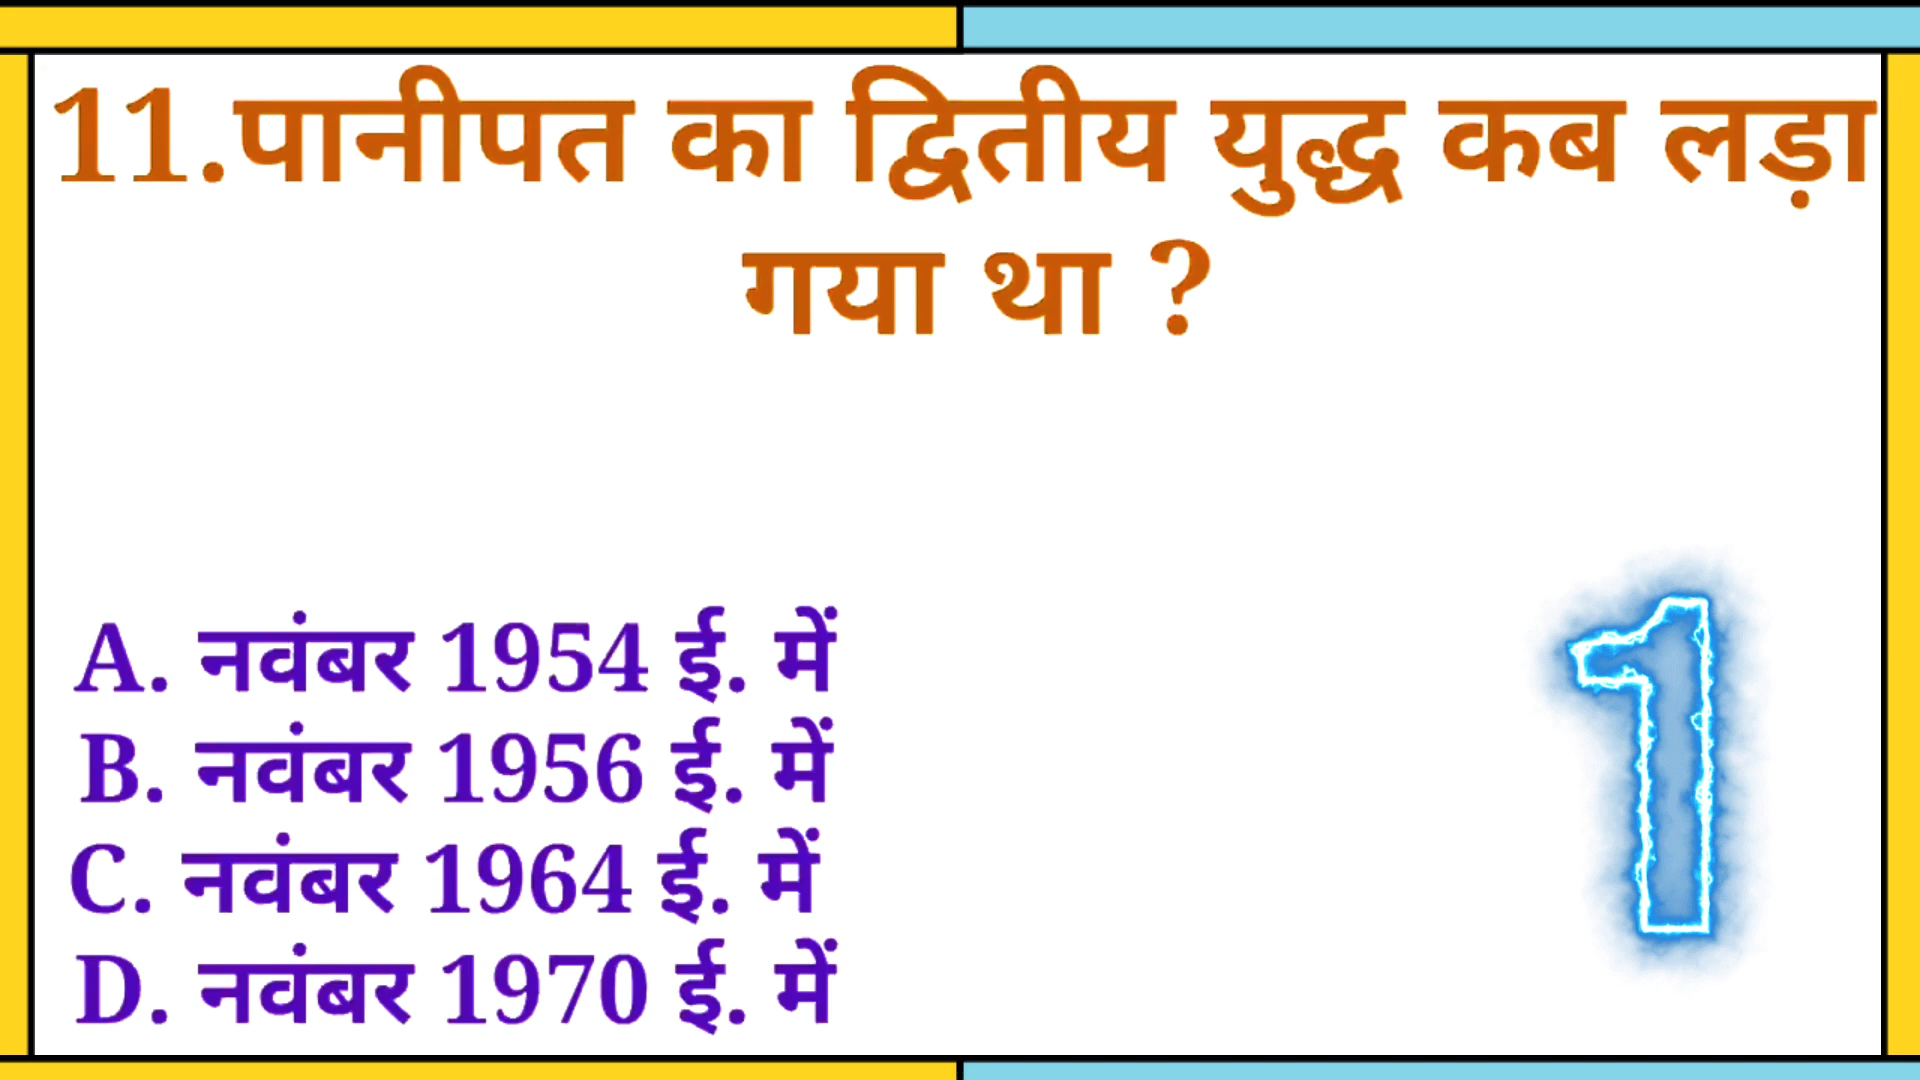 11.पानीपत का द्वितीय युद्ध कब लड़ा
गया था ?
A. नवंबर 1954 ई. में
B. नवंबर 1956 ई. में
C. नवंबर 1964 ई. में
D. नवंबर 1970 ई. में
1